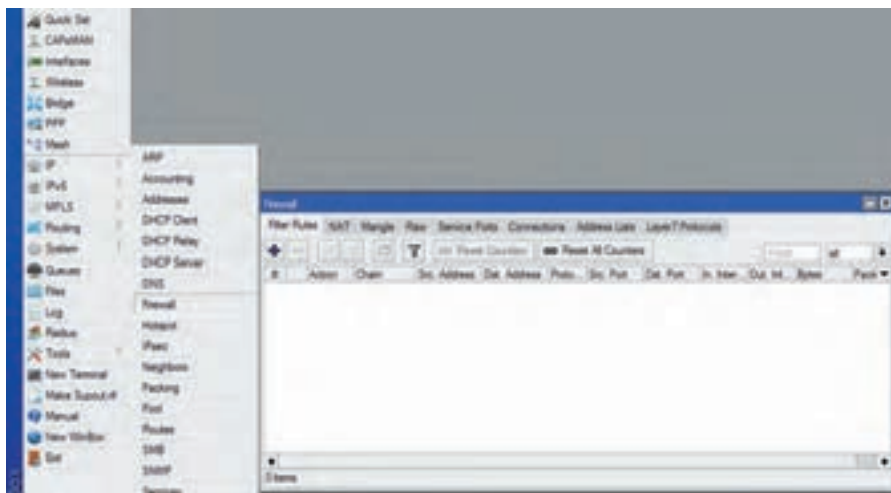 Quick Set
CAPsMAN
Interfaces
Wireless
Bridge
PPP
Mesh
IP
IPv6
MPLS
Routing
System
Queues
Files
Log
Radius
Tools
New Terminal
Make Supout.rif
Manual
New WinBox
Exit
ARP
Accounting
Addresses
DHCP Client
DHCP Relay
DHCP Server
DNS
Firewall
Hotspot
IPsec
Neighbors
Packing
Pool
Routes
SMB
SNMP
Services
Firewall
Filter Rules NAT Mangle Raw Service Ports Connections Address Lists Layer7 Protocols
Reset Counters Reset All Counters Find all
# Action Chain Src. Address Dst. Address Proto... Src. Port Dst. Port In. Inter... Out. Int... Bytes
0 items